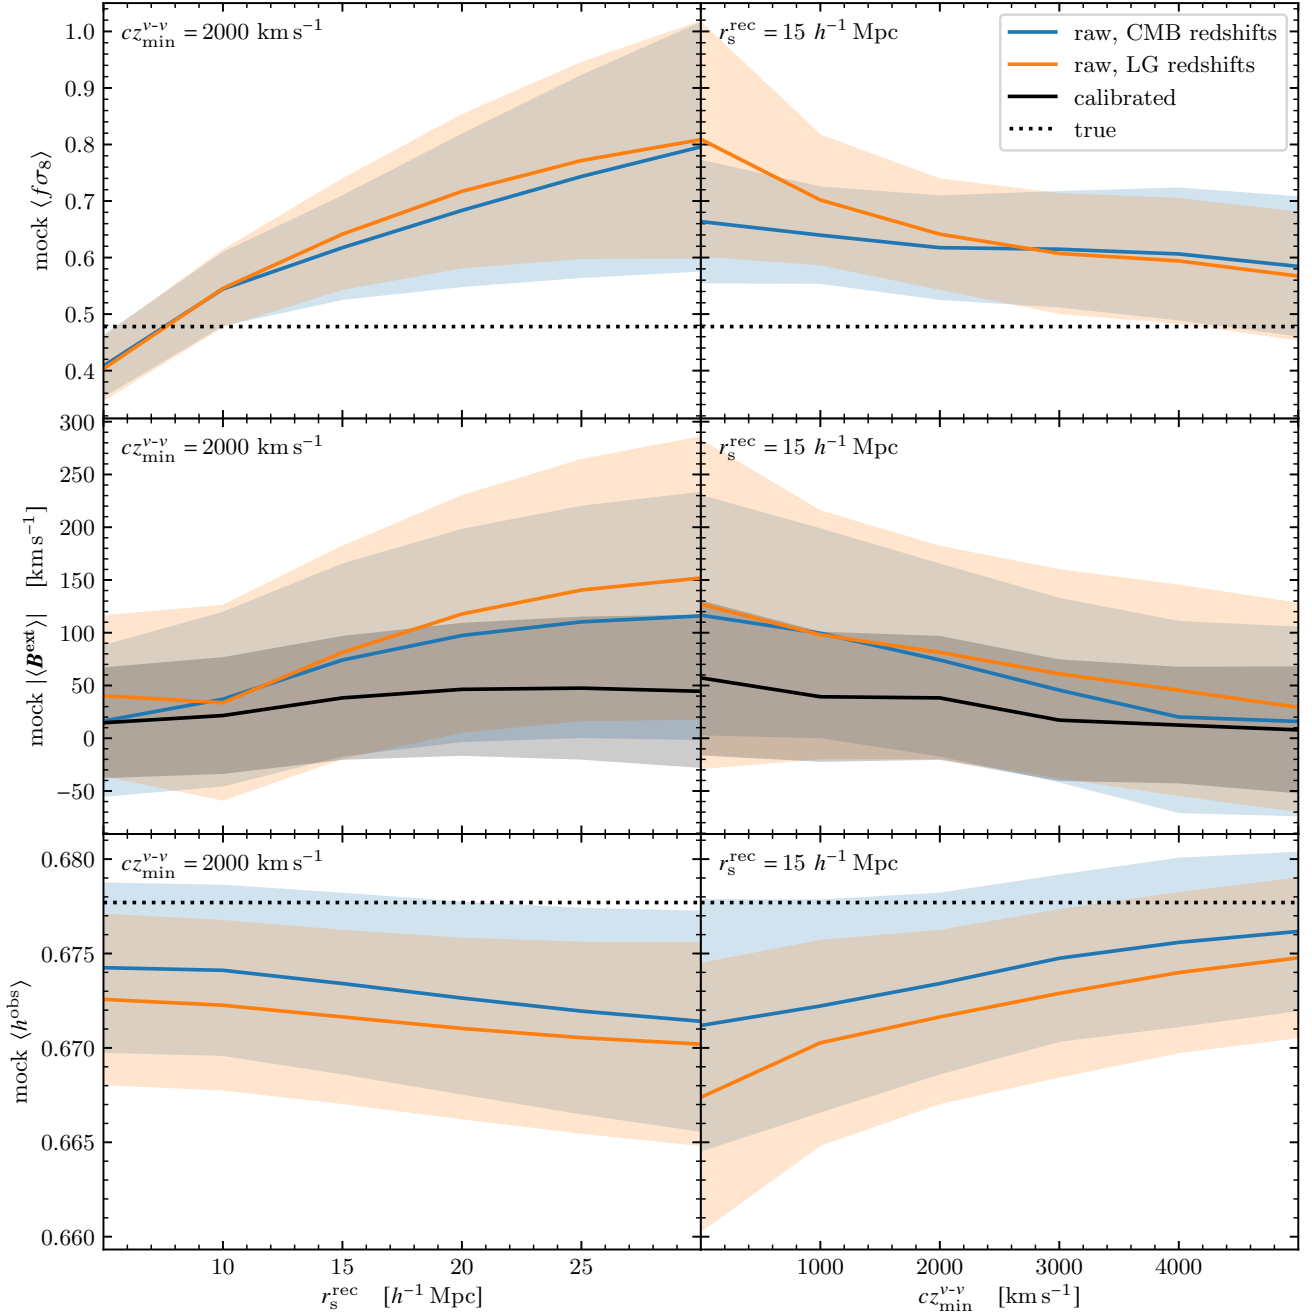 cz_min^{v-v} = 2000 km s⁻¹
r_s^rec = 15 h⁻¹ Mpc
raw, CMB redshifts
raw, LG redshifts
calibrated
true
mock ⟨fσ₈⟩
1.0
0.9
0.8
0.7
0.6
0.5
0.4
cz_min^{v-v} = 2000 km s⁻¹
r_s^rec = 15 h⁻¹ Mpc
mock |⟨B^ext⟩| [km s⁻¹]
300
250
200
150
100
50
0
−50
cz_min^{v-v} = 2000 km s⁻¹
r_s^rec = 15 h⁻¹ Mpc
mock ⟨h^obs⟩
0.680
0.675
0.670
0.665
0.660
10 15 20 25
1000 2000 3000 4000
r_s^rec [h⁻¹ Mpc]
cz_min^{v-v} [km s⁻¹]